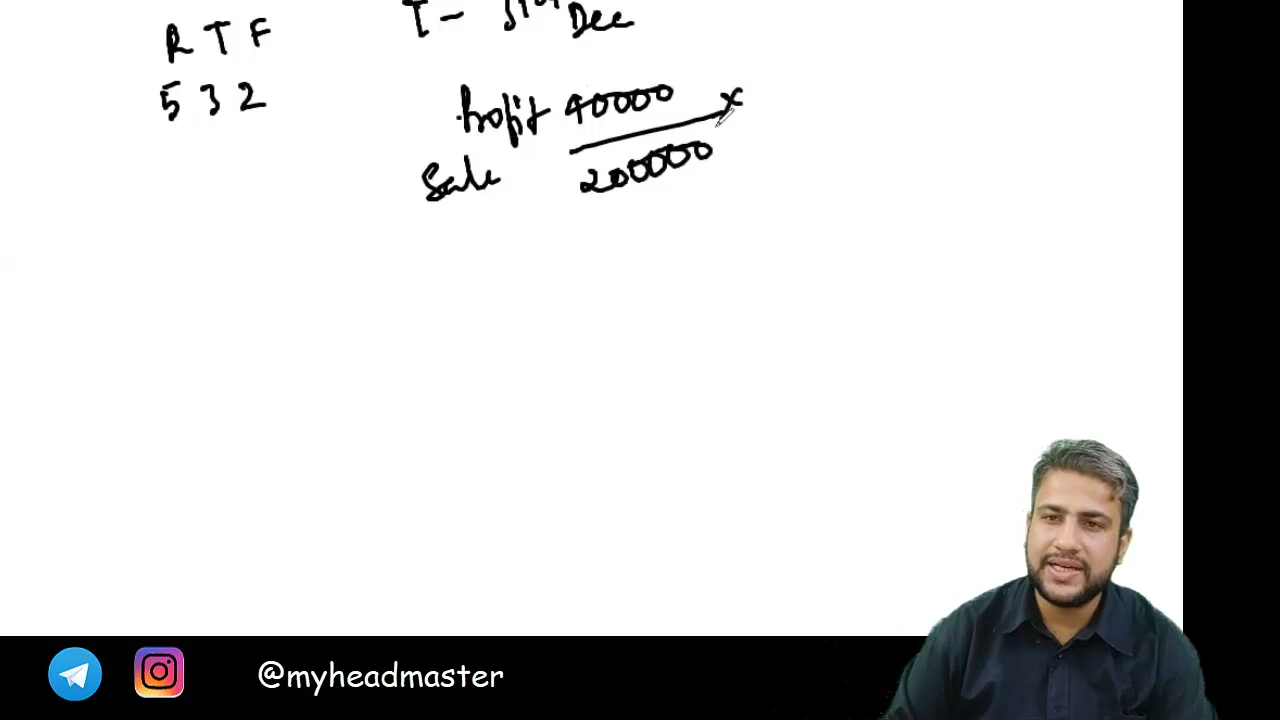 R T F
T - Dec
5 3 2
Profit 40000 x
Sale 200000
@myheadmaster